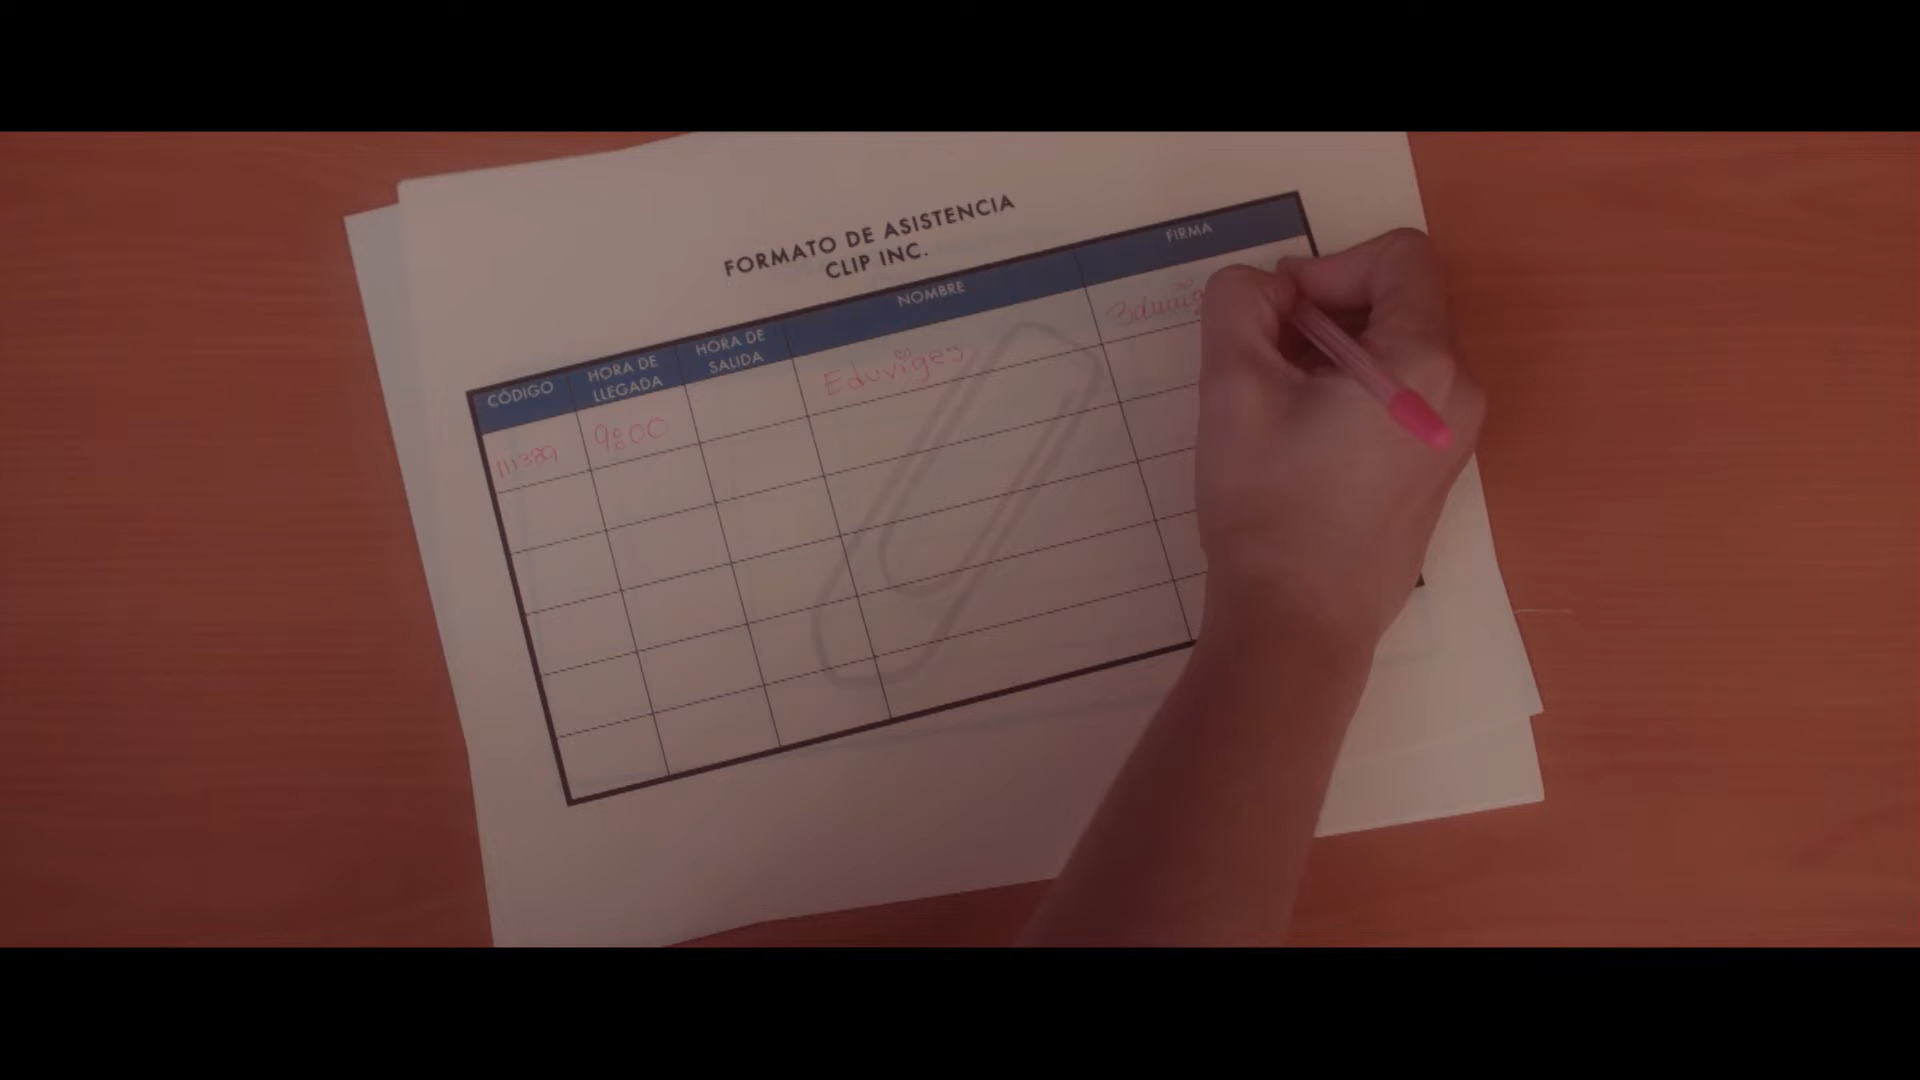 FORMATO DE ASISTENCIA
CLIP INC.
CÓDIGO
HORA DE
LLEGADA
HORA DE
SALIDA
NOMBRE
FIRMA
111389
9:00
Eduviges